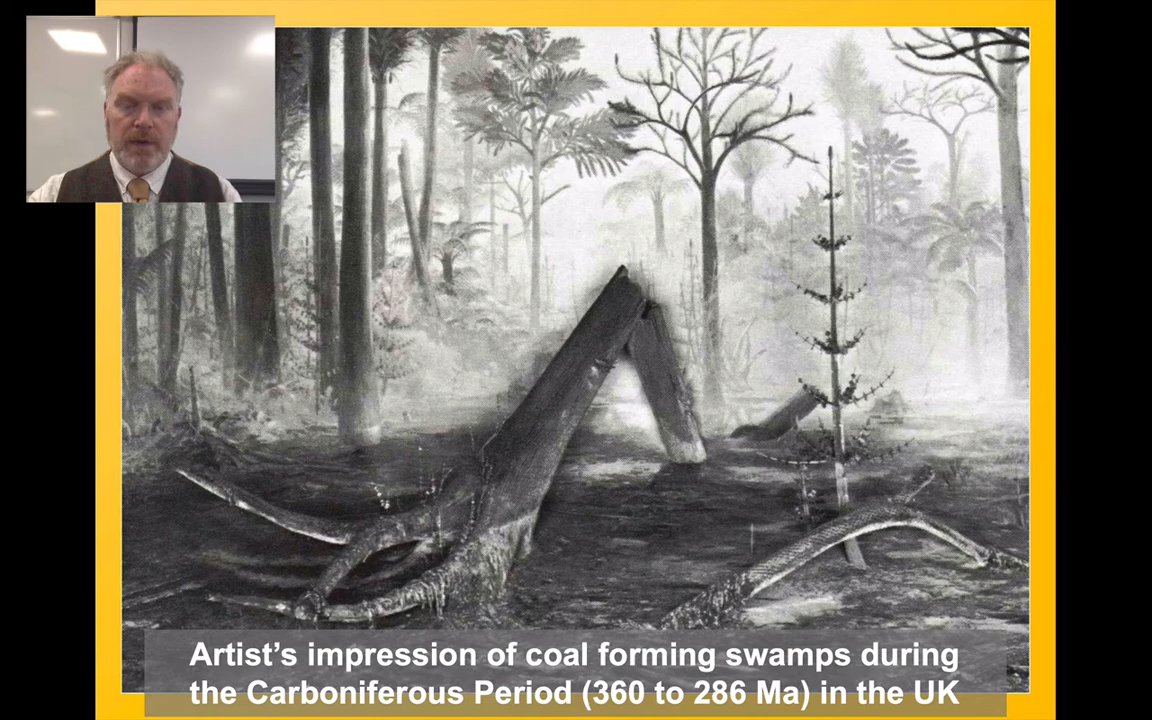 Artist’s impression of coal forming swamps during
the Carboniferous Period (360 to 286 Ma) in the UK